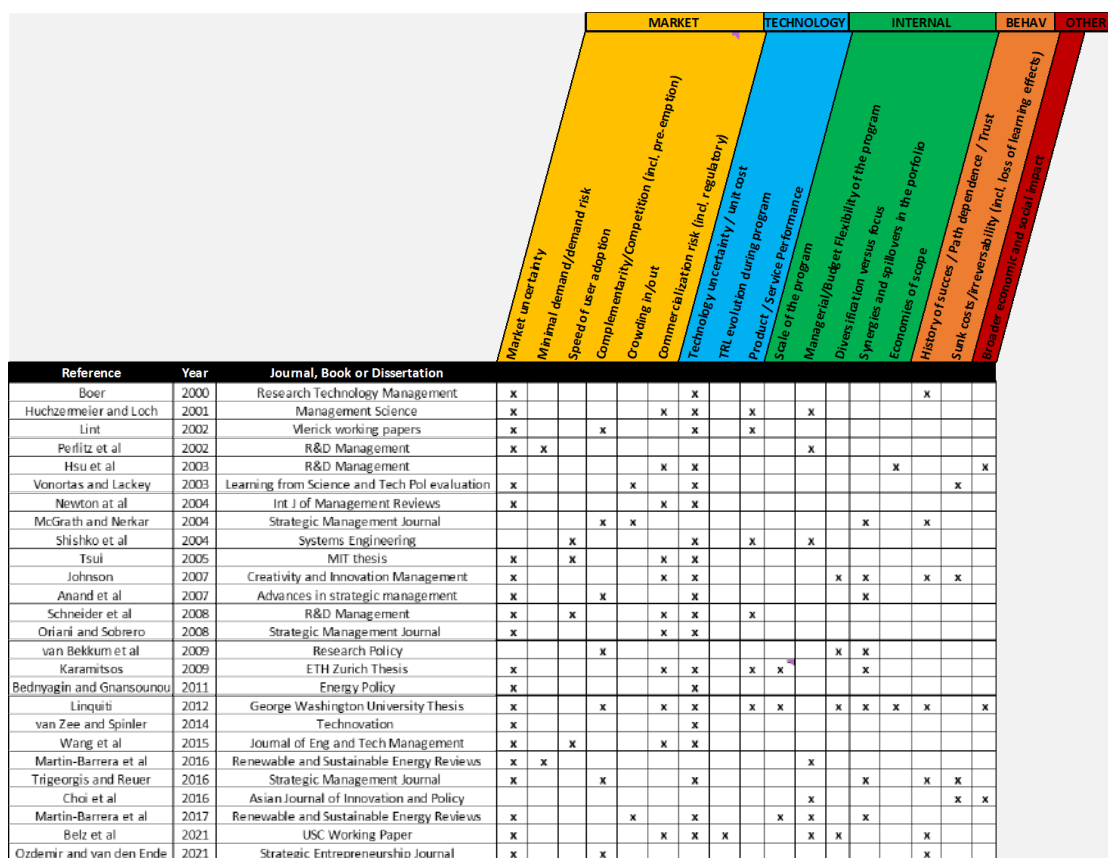 MARKET TECHNOLOGY INTERNAL BEHAV OTHER
Market uncertainty
Minimal demand/demand risk
Speed of user adoption
Complementarity/Competition (incl. pre-emption)
Crowding in/out
Commercialization risk (incl. regulatory)
Technology uncertainty / unit cost
TRL evolution during program
Product / Service Performance
Scale of the program
Managerial/Budget Flexibility of the program
Diversification versus focus
Synergies and spillovers in the porfolio
Economies of scope
History of succes / Path dependence / Trust
Sunk costs/irreversability (incl. loss of learning effects)
Broader economic and social impact
Reference Year Journal, Book or Dissertation
Boer 2000 Research Technology Management x x x
Huchzermeier and Loch 2001 Management Science x x x x x
Lint 2002 Vlerick working papers x x x x
Perlitz et al 2002 R&D Management x x x
Hsu et al 2003 R&D Management x x x x
Vonortas and Lackey 2003 Learning from Science and Tech Pol evaluation x x x x
Newton at al 2004 Int J of Management Reviews x x x
McGrath and Nerkar 2004 Strategic Management Journal x x x x
Shishko et al 2004 Systems Engineering x x x x
Tsui 2005 MIT thesis x x x x
Johnson 2007 Creativity and Innovation Management x x x x x x x
Anand et al 2007 Advances in strategic management x x x x
Schneider et al 2008 R&D Management x x x x x
Oriani and Sobrero 2008 Strategic Management Journal x x x
van Bekkum et al 2009 Research Policy x x x
Karamitsos 2009 ETH Zurich Thesis x x x x x x
Bednyagin and Gnansounou 2011 Energy Policy x x
Linquiti 2012 George Washington University Thesis x x x x x x x x x x x
van Zee and Spinler 2014 Technovation x x
Wang et al 2015 Journal of Eng and Tech Management x x x x
Martin-Barrera et al 2016 Renewable and Sustainable Energy Reviews x x x
Trigeorgis and Reuer 2016 Strategic Management Journal x x x x x x
Choi et al 2016 Asian Journal of Innovation and Policy x x x
Martin-Barrera et al 2017 Renewable and Sustainable Energy Reviews x x x x x x
Belz et al 2021 USC Working Paper x x x x x x x
Ozdemir and van den Ende 2021 Strategic Entrepreneurship Journal x x x